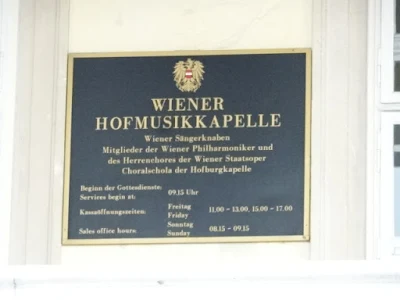 WIENER
HOFMUSIKKAPELLE
Wiener Sängerknaben
Mitglieder der Wiener Philharmoniker und
des Herrenchores der Wiener Staatsoper
Choralschola der Hofburgkapelle
Beginn der Gottesdienste:
Services begin at: 09.15 Uhr
Kassaöffnungszeiten: Freitag
Friday 11.00 - 13.00, 15.00 - 17.00
Sales office hours: Sonntag
Sunday 08.15 - 09.15